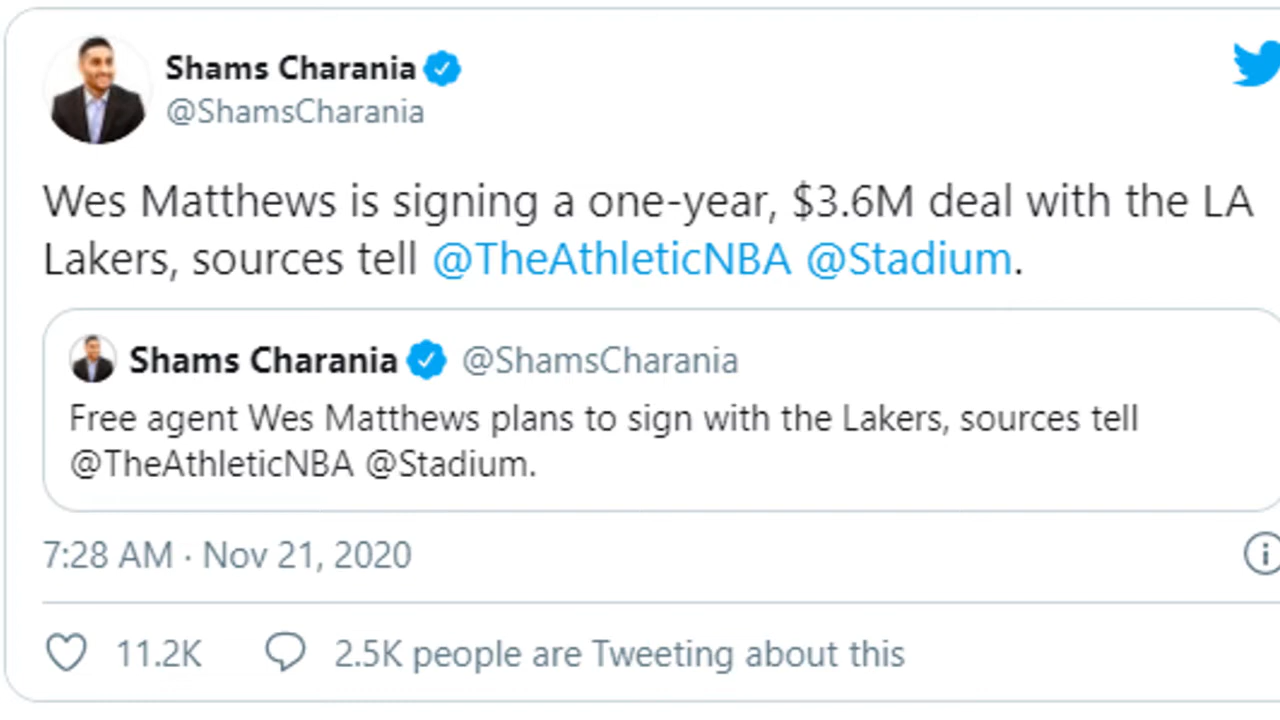 Shams Charania
@ShamsCharania
Wes Matthews is signing a one-year, $3.6M deal with the LA
Lakers, sources tell @TheAthleticNBA @Stadium.
Shams Charania @ShamsCharania
Free agent Wes Matthews plans to sign with the Lakers, sources tell
@TheAthleticNBA @Stadium.
7:28 AM · Nov 21, 2020
11.2K 2.5K people are Tweeting about this